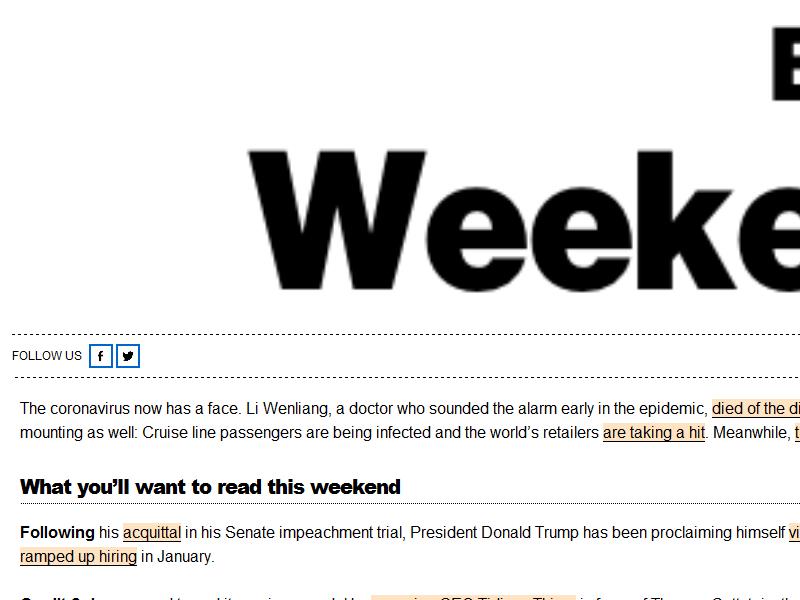 Weeke
FOLLOW US
The coronavirus now has a face. Li Wenliang, a doctor who sounded the alarm early in the epidemic, died of the di
mounting as well: Cruise line passengers are being infected and the world’s retailers are taking a hit. Meanwhile, t
What you’ll want to read this weekend
Following his acquittal in his Senate impeachment trial, President Donald Trump has been proclaiming himself vi
ramped up hiring in January.